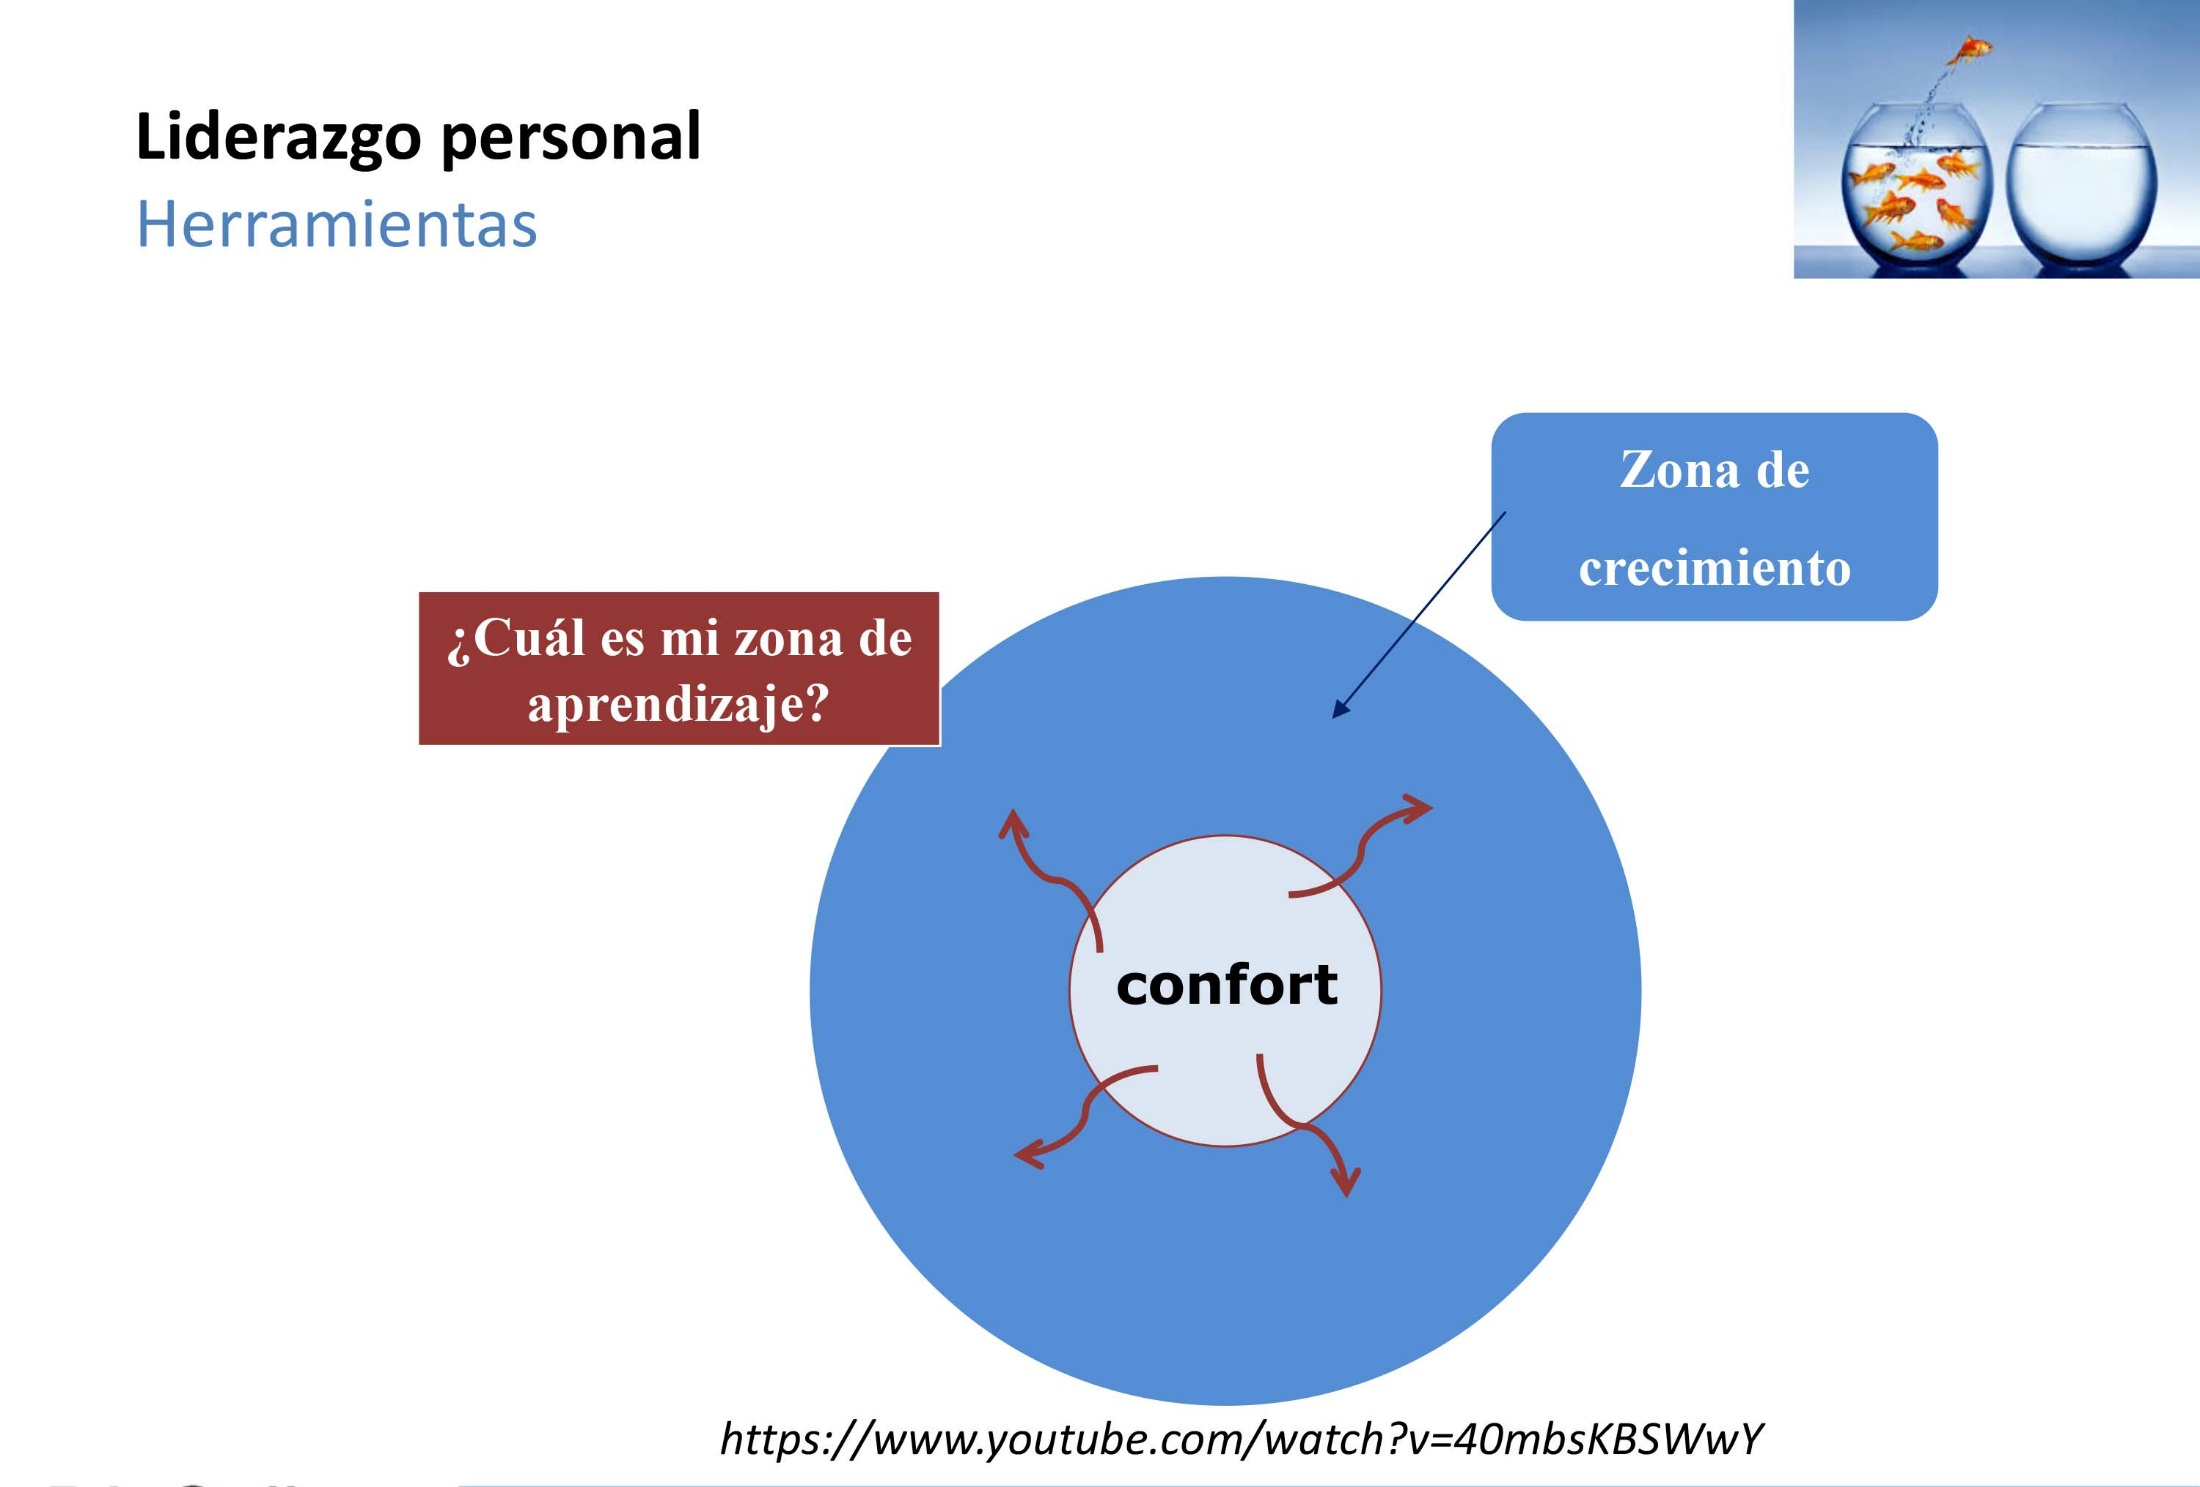 Liderazgo personal
Herramientas
Zona de
crecimiento
¿Cuál es mi zona de
aprendizaje?
confort
https://www.youtube.com/watch?v=40mbsKBSWwY